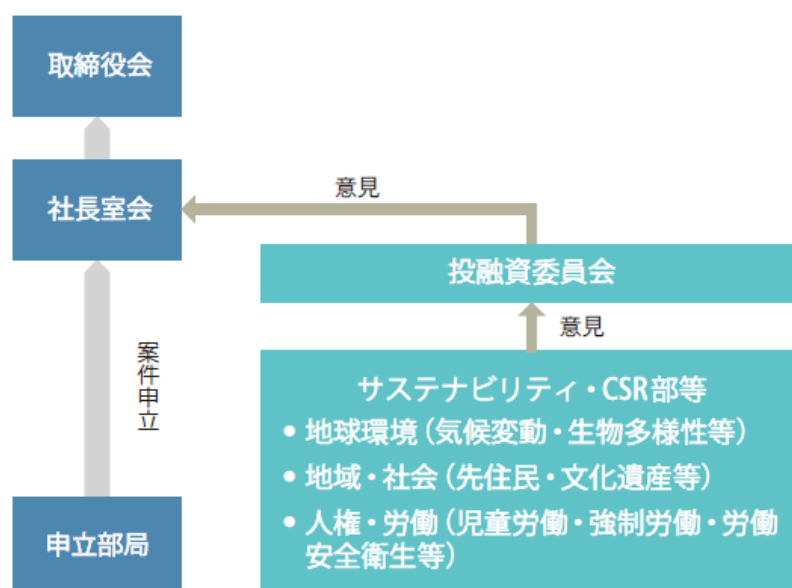 取締役会
社長室会
意見
投融資委員会
意見
案件申立
サステナビリティ・CSR部等
• 地球環境（気候変動・生物多様性等）
• 地域・社会（先住民・文化遺産等）
• 人権・労働（児童労働・強制労働・労働
安全衛生等）
申立部局